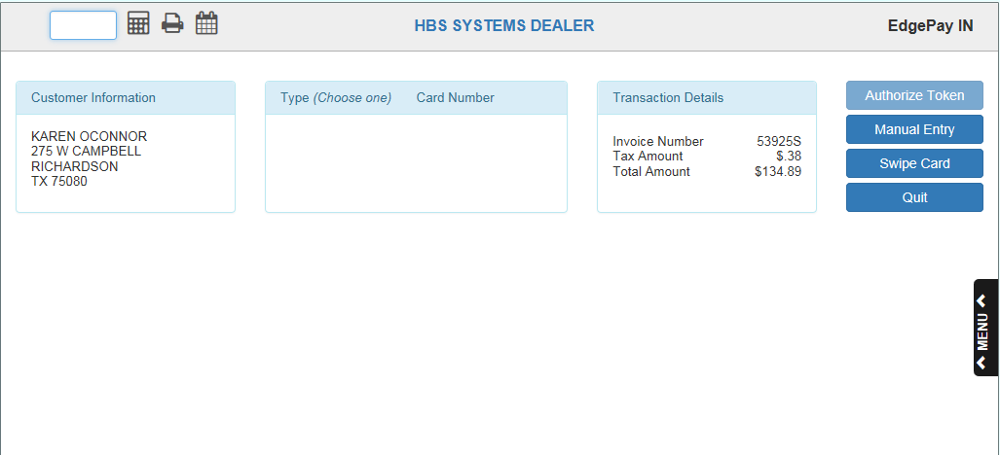 HBS SYSTEMS DEALER
EdgePay IN
Customer Information
KAREN OCONNOR
275 W CAMPBELL
RICHARDSON
TX 75080
Type (Choose one) Card Number
Transaction Details
Invoice Number 53925S
Tax Amount $.38
Total Amount $134.89
Authorize Token
Manual Entry
Swipe Card
Quit
MENU